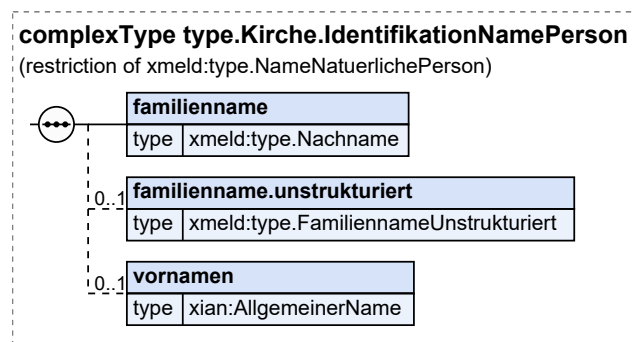 complexType type.Kirche.IdentifikationNamePerson
(restriction of xmeld:type.NameNatuerlichePerson)
familienname
type xmeld:type.Nachname
0..1 familienname.unstrukturiert
type xmeld:type.FamiliennameUnstrukturiert
0..1 vornamen
type xian:AllgemeinerName